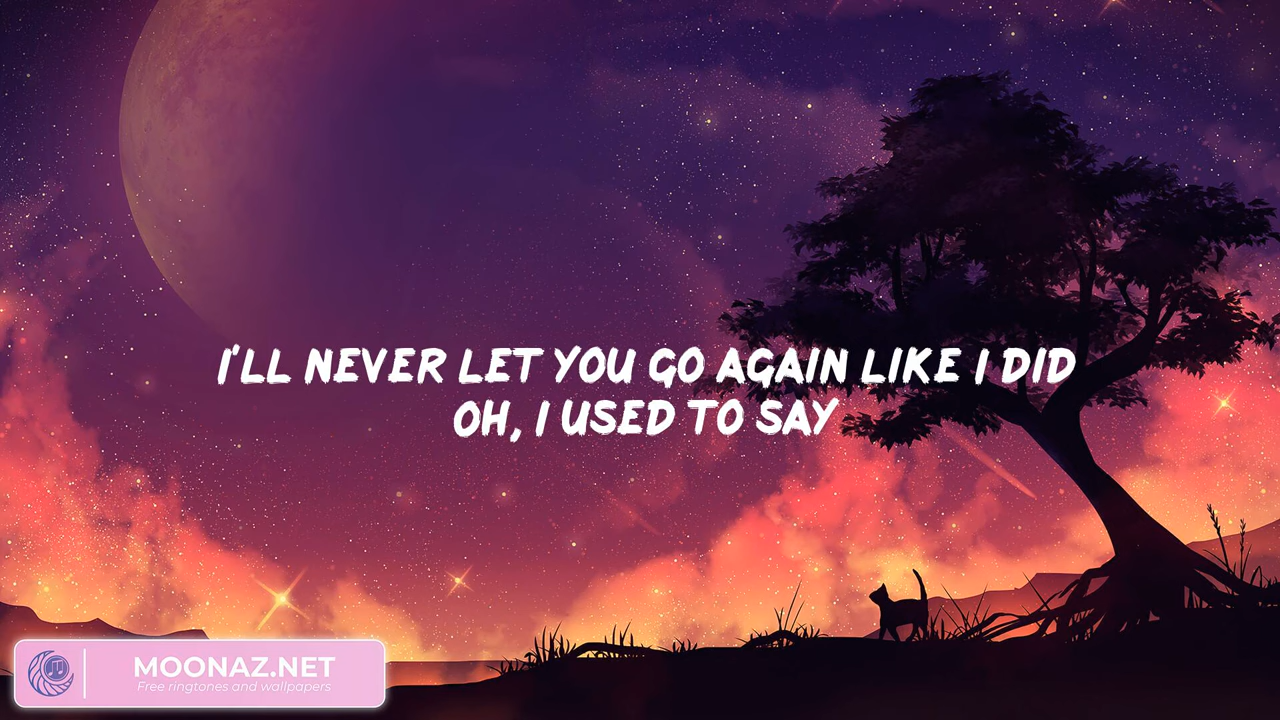 I'LL NEVER LET YOU GO AGAIN LIKE I DID
OH, I USED TO SAY
MOONAZ.NET
Free ringtones and wallpapers